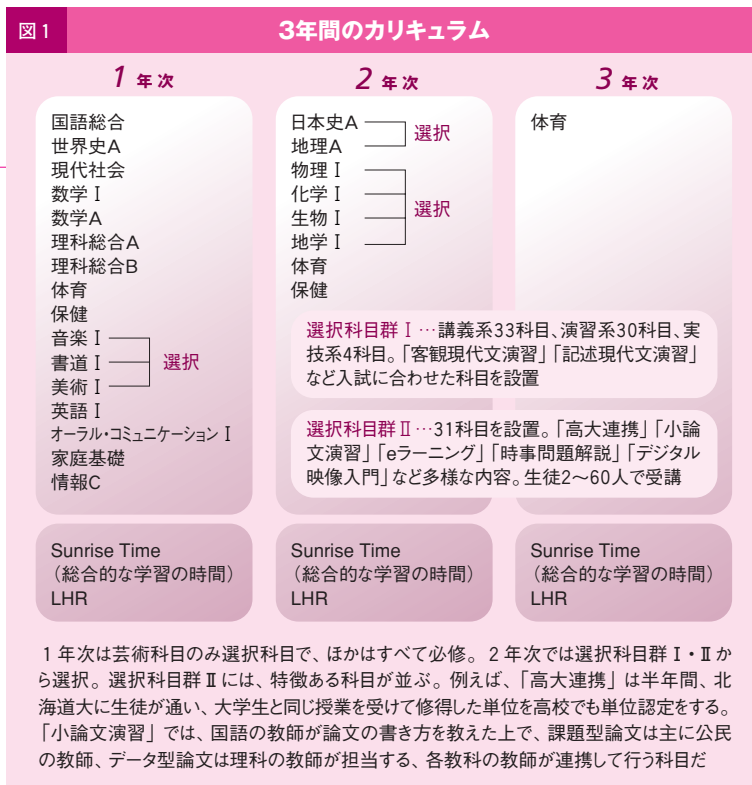 図1
3年間のカリキュラム
1年次
国語総合
世界史A
現代社会
数学Ⅰ
数学A
理科総合A
理科総合B
体育
保健
音楽Ⅰ
書道Ⅰ
美術Ⅰ
選択
英語Ⅰ
オーラル・コミュニケーションⅠ
家庭基礎
情報C
Sunrise Time
（総合的な学習の時間）
LHR
2年次
日本史A
地理A
選択
物理Ⅰ
化学Ⅰ
生物Ⅰ
地学Ⅰ
選択
体育
保健
3年次
体育
選択科目群Ⅰ…講義系33科目、演習系30科目、実
技系4科目。「客観現代文演習」「記述現代文演習」
など入試に合わせた科目を設置
選択科目群Ⅱ…31科目を設置。「高大連携」「小論
文演習」「eラーニング」「時事問題解説」「デジタル
映像入門」など多様な内容。生徒2～60人で受講
Sunrise Time
（総合的な学習の時間）
LHR
Sunrise Time
（総合的な学習の時間）
LHR
1年次は芸術科目のみ選択科目で、ほかはすべて必修。2年次では選択科目群Ⅰ・Ⅱか
ら選択。選択科目群Ⅱには、特徴ある科目が並ぶ。例えば、「高大連携」は半年間、北
海道大に生徒が通い、大学生と同じ授業を受けて修得した単位を高校でも単位認定をする。
「小論文演習」では、国語の教師が論文の書き方を教えた上で、課題型論文は主に公民
の教師、データ型論文は理科の教師が担当する、各教科の教師が連携して行う科目だ